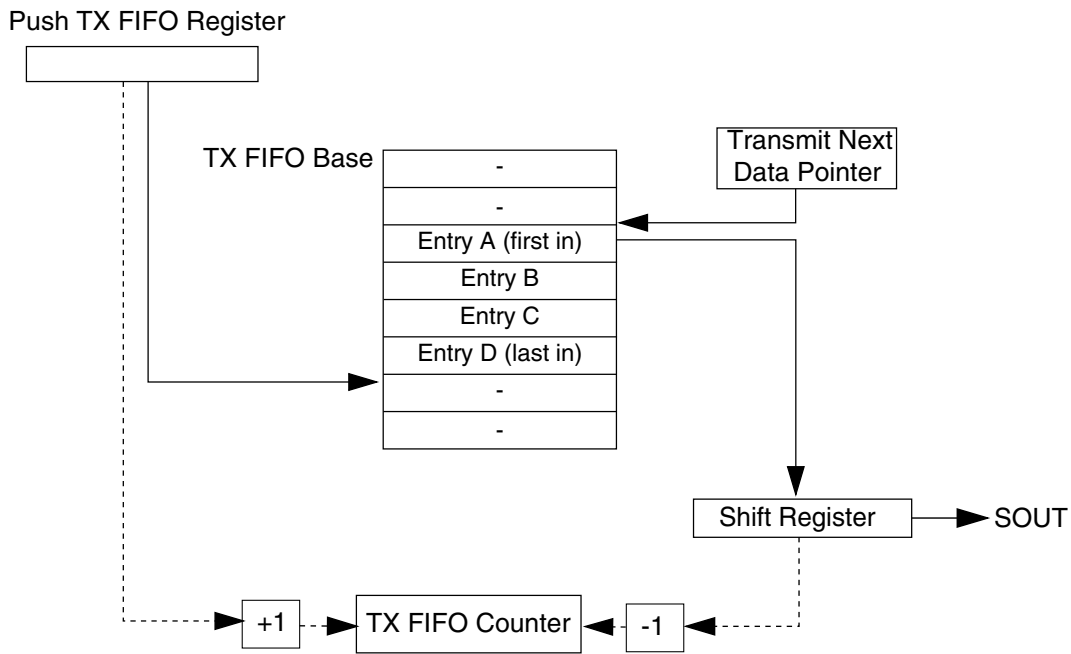 Push TX FIFO Register
TX FIFO Base
-
-
Entry A (first in)
Entry B
Entry C
Entry D (last in)
-
-
Transmit Next
Data Pointer
Shift Register
SOUT
+1
TX FIFO Counter
-1